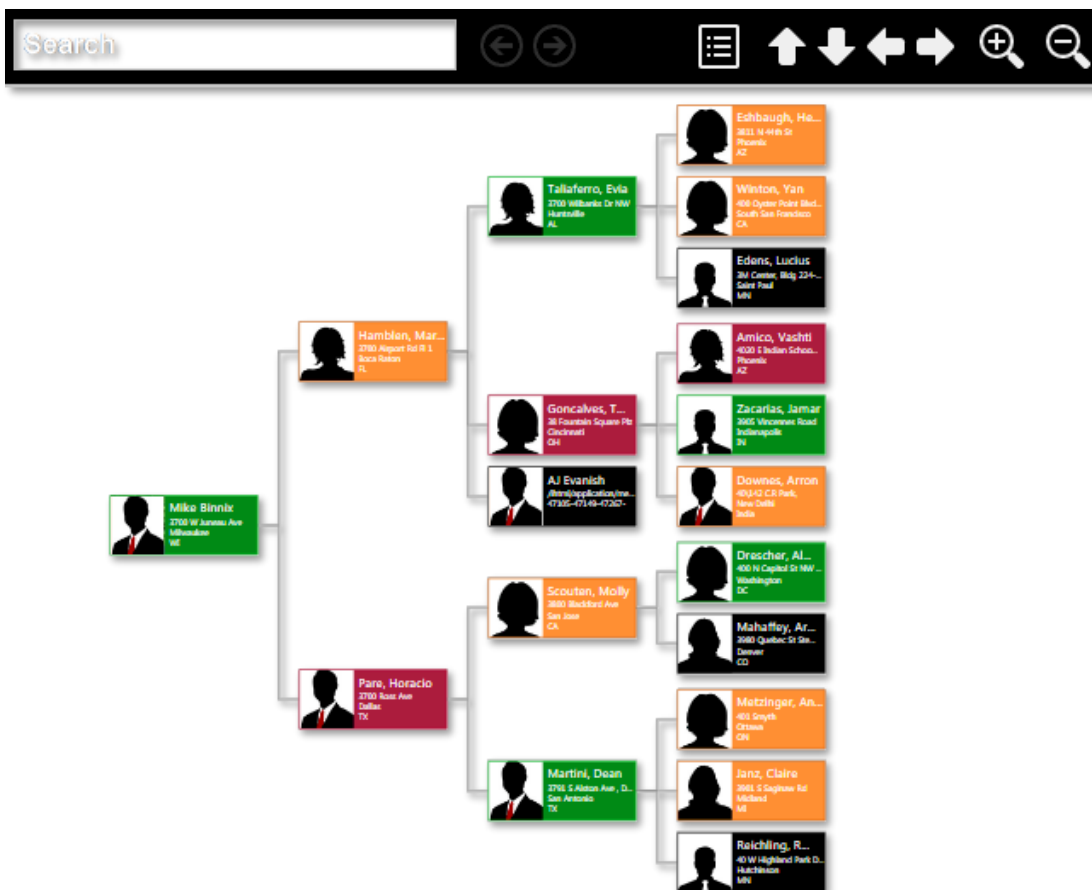 Search
Eshbaugh, He...
3811 N 44th St
Phoenix
AZ
Taliaferro, Evia
3700 Wilbanks Dr NW
Huntsville
AL
Winton, Yan
400 Oyster Point Blvd...
South San Francisco
CA
Edens, Lucius
3M Center, Bldg 224-...
Saint Paul
MN
Hamblen, Mar...
3780 Airport Rd Fl 1
Boca Raton
FL
Amico, Vashti
4020 E Indian Schoo...
Phoenix
AZ
Goncalves, T...
38 Fountain Square Plz
Cincinnati
OH
Zacarias, Jamar
3905 Vincennes Road
Indianapolis
IN
AJ Evanish
47105-47149-47267-
Downes, Arron
C R Park,
New Delhi
India
Mike Binnix
3700 W Juneau Ave
Milwaukee
WI
Drescher, Al...
400 N Capitol St NW ...
Washington
DC
Scouten, Molly
3880 Blackford Ave
San Jose
CA
Mahaffey, Ar...
3980 Quebec St Ste...
Denver
CO
Pare, Horacio
3700 Ross Ave
Dallas
TX
Metzinger, An...
401 Smyth
Ottawa
ON
Martini, Dean
3791 S Alston Ave , D...
San Antonio
TX
Janz, Claire
3901 S Saginaw Rd
Midland
MI
Reichling, R...
40 W Highland Park D...
Hutchinson
MN